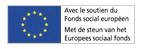 Avec le soutien du
Fonds social européen
Met de steun van het
Europees sociaal fonds